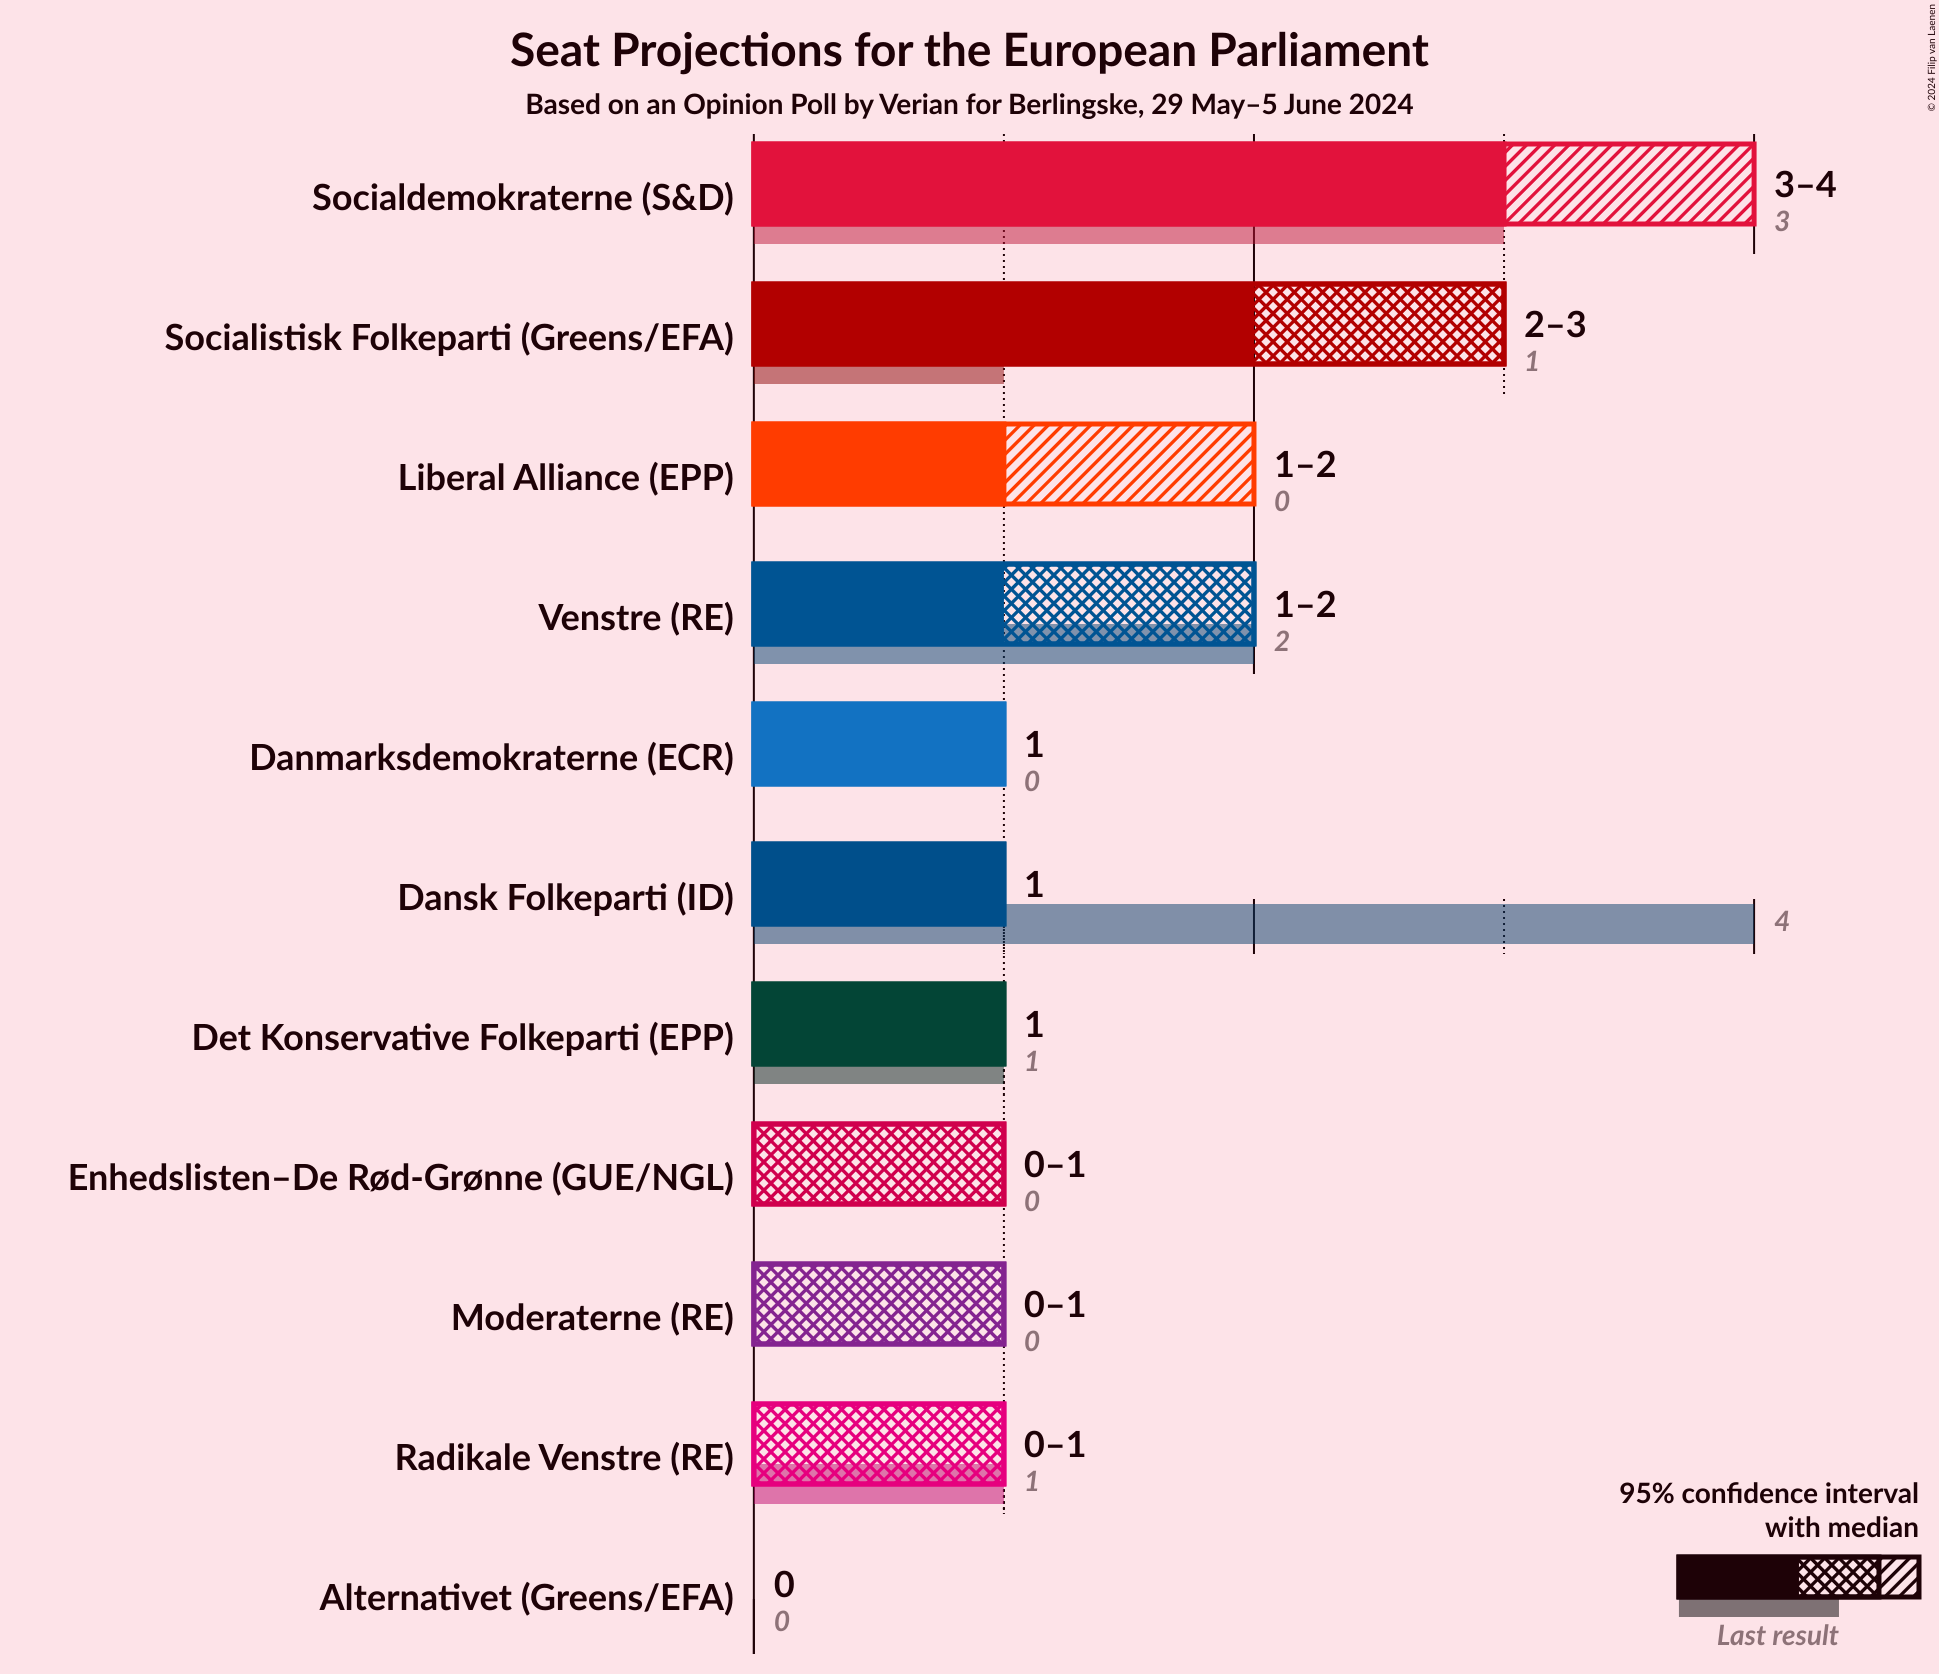 Seat Projections for the European Parliament
Based on an Opinion Poll by Verian for Berlingske, 29 May–5 June 2024
© 2024 Filip van Laenen
Socialdemokraterne (S&D)
3–4
3
Socialistisk Folkeparti (Greens/EFA)
2–3
1
Liberal Alliance (EPP)
1–2
0
Venstre (RE)
1–2
2
Danmarksdemokraterne (ECR)
1
0
Dansk Folkeparti (ID)
1
4
Det Konservative Folkeparti (EPP)
1
1
Enhedslisten–De Rød-Grønne (GUE/NGL)
0–1
0
Moderaterne (RE)
0–1
0
Radikale Venstre (RE)
0–1
1
Alternativet (Greens/EFA)
0
0
95% confidence interval
with median
Last result